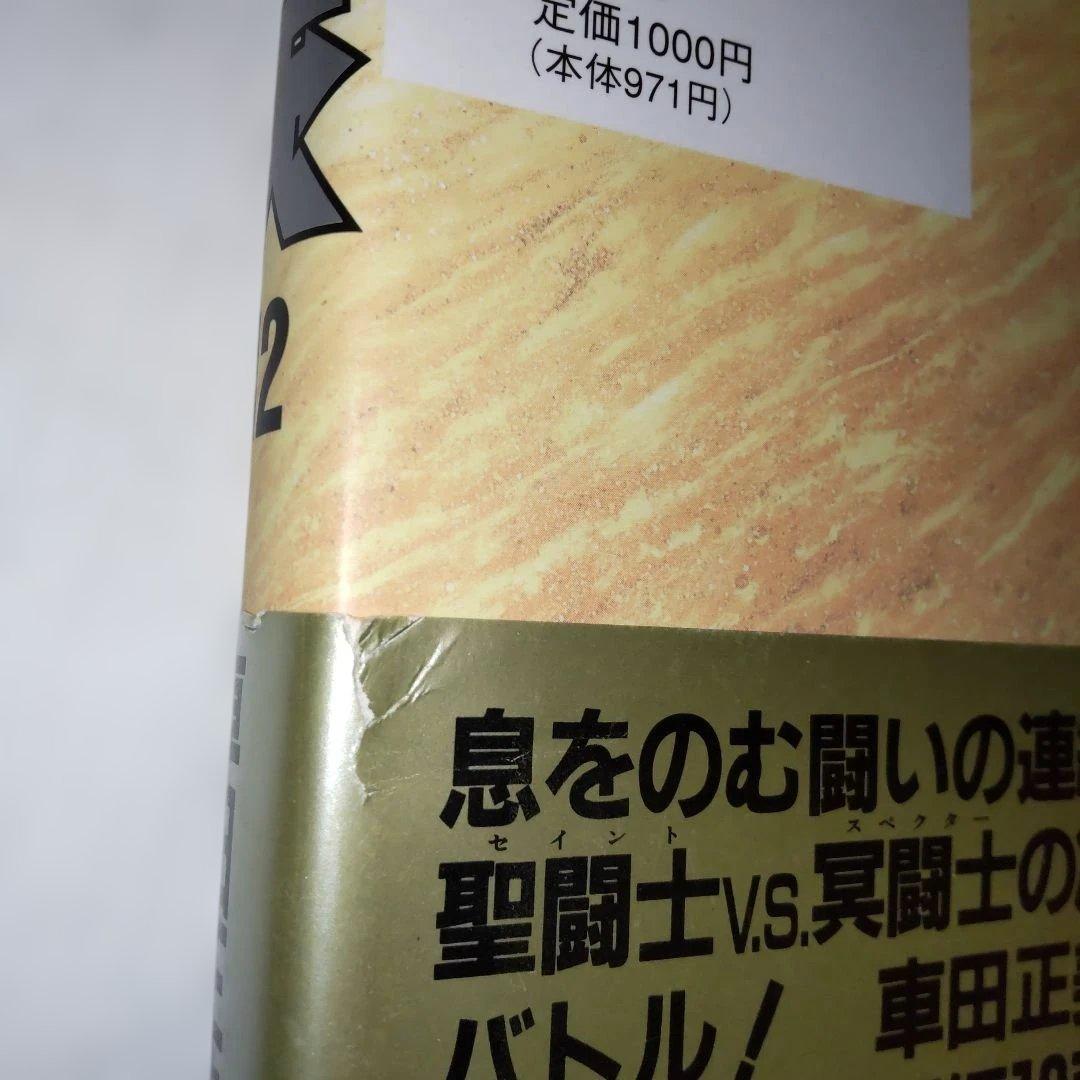 定価1000円
（本体971円）
2
息をのむ闘いの連
セイント
スペクター
聖闘士V.S.冥闘士の
バトル！
車田正